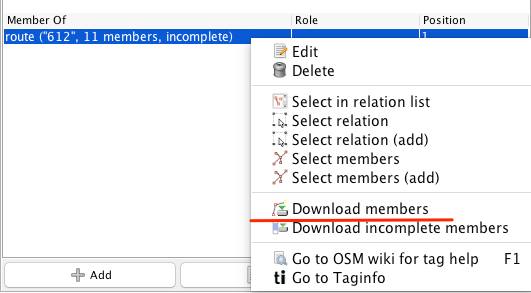 Member Of Role Position
route ("612", 11 members, incomplete) 1
Edit
Delete
Select in relation list
Select relation
Select relation (add)
Select members
Select members (add)
Download members
Download incomplete members
Go to OSM wiki for tag help F1
ti Go to Taginfo
Add